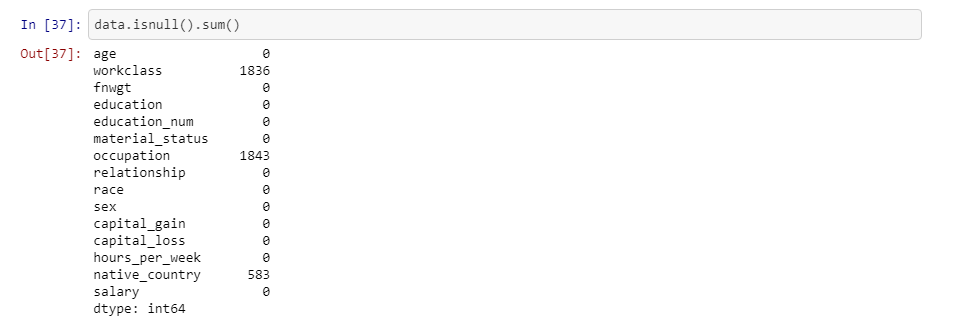 In [37]: data.isnull().sum()
Out[37]: age 0
workclass 1836
fnwgt 0
education 0
education_num 0
material_status 0
occupation 1843
relationship 0
race 0
sex 0
capital_gain 0
capital_loss 0
hours_per_week 0
native_country 583
salary 0
dtype: int64